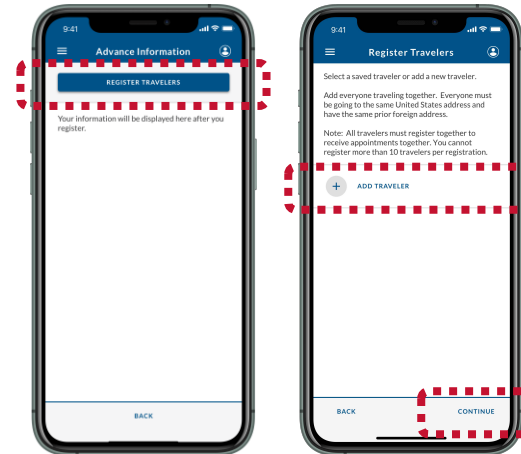 9:41
Advance Information
REGISTER TRAVELERS
Your information will be displayed here after you
register.
BACK
9:41
Register Travelers
Select a saved traveler or add a new traveler.
Add everyone traveling together. Everyone must
be going to the same United States address and
have the same prior foreign address.
Note: All travelers must register together to
receive appointments together. You cannot
register more than 10 travelers per registration.
+ ADD TRAVELER
BACK CONTINUE